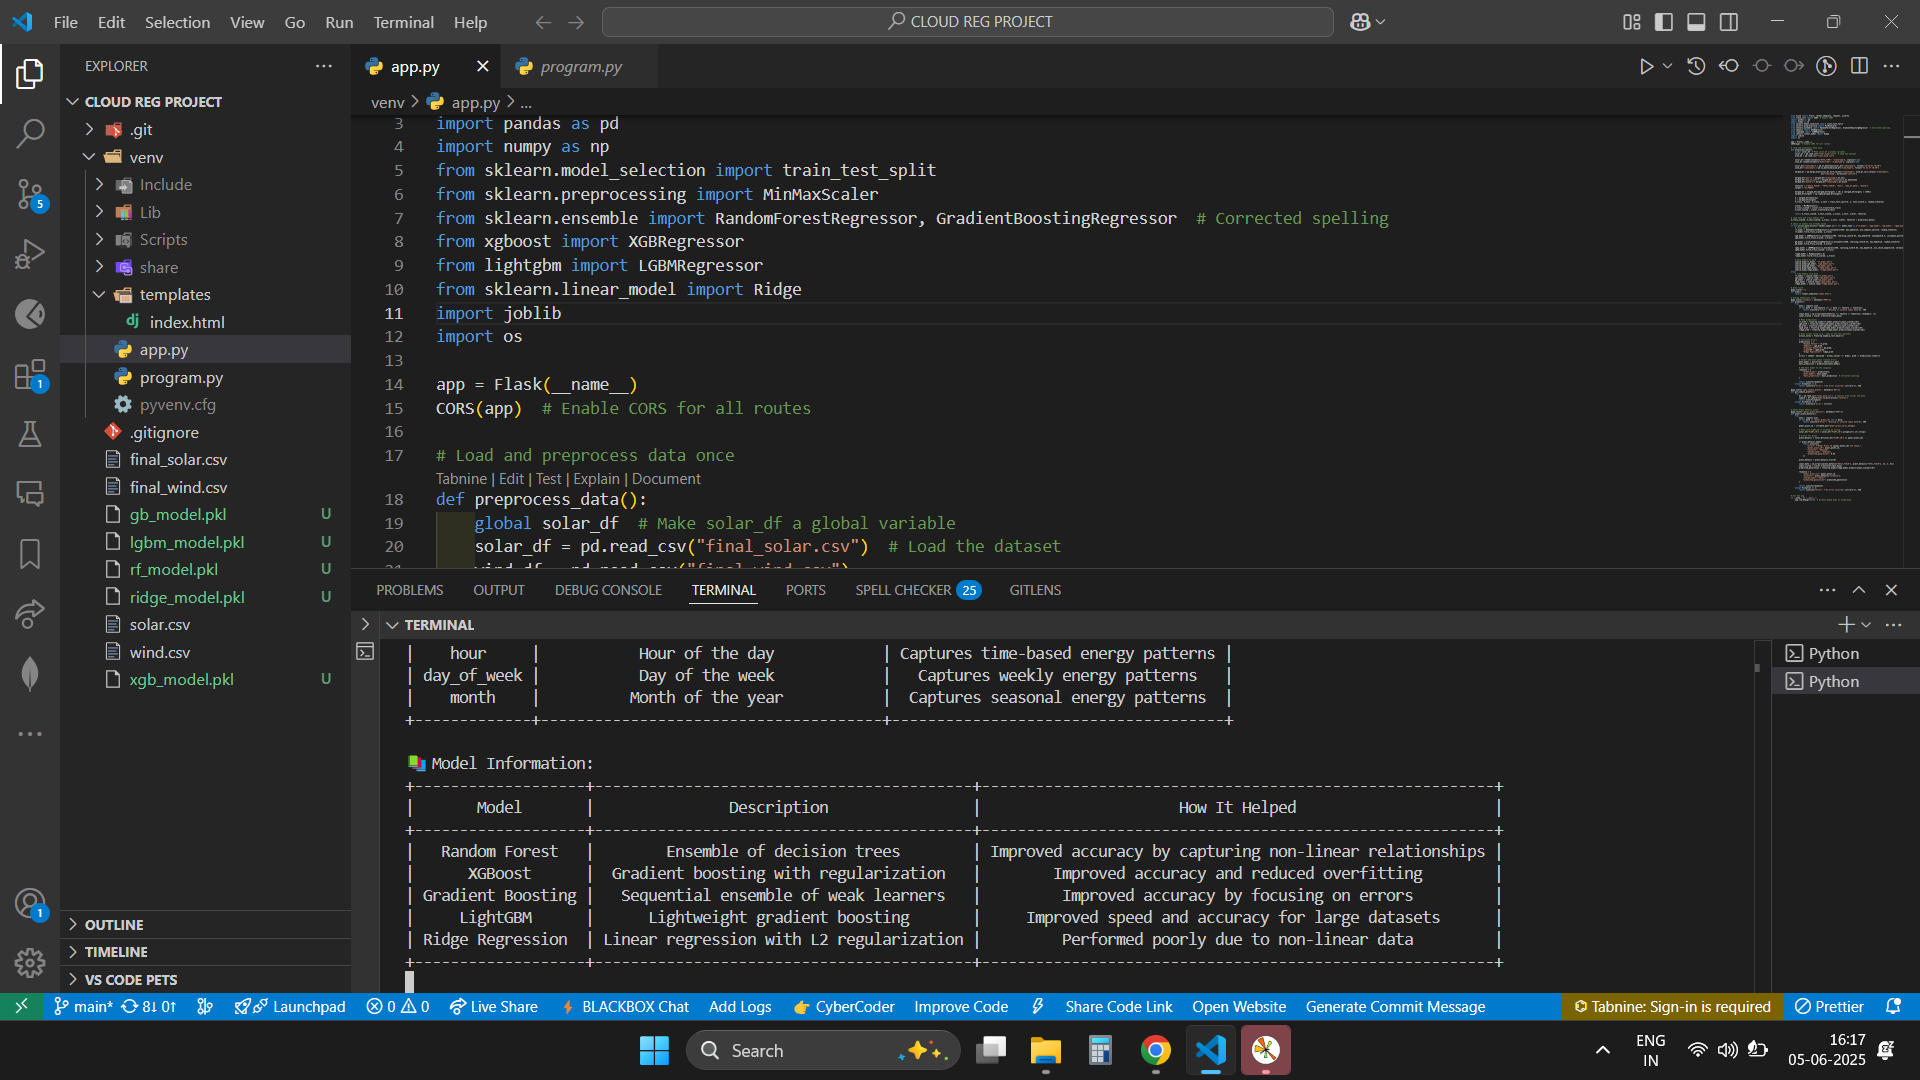 File Edit Selection View Go Run Terminal Help
CLOUD REG PROJECT
EXPLORER
CLOUD REG PROJECT
.git
venv
Include
Lib
Scripts
share
templates
index.html
app.py
program.py
pyvenv.cfg
.gitignore
final_solar.csv
final_wind.csv
gb_model.pkl U
lgbm_model.pkl U
rf_model.pkl U
ridge_model.pkl U
solar.csv
wind.csv
xgb_model.pkl U
OUTLINE
TIMELINE
VS CODE PETS
5
1
1
app.py program.py
venv > app.py > ...
3 import pandas as pd
4 import numpy as np
5 from sklearn.model_selection import train_test_split
6 from sklearn.preprocessing import MinMaxScaler
7 from sklearn.ensemble import RandomForestRegressor, GradientBoostingRegressor # Corrected spelling
8 from xgboost import XGBRegressor
9 from lightgbm import LGBMRegressor
10 from sklearn.linear_model import Ridge
11 import joblib
12 import os
13
14 app = Flask(__name__)
15 CORS(app) # Enable CORS for all routes
16
17 # Load and preprocess data once
Tabnine | Edit | Test | Explain | Document
18 def preprocess_data():
19 global solar_df # Make solar_df a global variable
20 solar_df = pd.read_csv("final_solar.csv") # Load the dataset
21 wind_df = pd.read_csv("final_wind.csv")
PROBLEMS OUTPUT DEBUG CONSOLE TERMINAL PORTS SPELL CHECKER 25 GITLENS
TERMINAL
| hour | Hour of the day | Captures time-based energy patterns |
| day_of_week | Day of the week | Captures weekly energy patterns |
| month | Month of the year | Captures seasonal energy patterns |
Model Information:
| Model | Description | How It Helped |
| Random Forest | Ensemble of decision trees | Improved accuracy by capturing non-linear relationships |
| XGBoost | Gradient boosting with regularization | Improved accuracy and reduced overfitting |
| Gradient Boosting | Sequential ensemble of weak learners | Improved accuracy by focusing on errors |
| LightGBM | Lightweight gradient boosting | Improved speed and accuracy for large datasets |
| Ridge Regression | Linear regression with L2 regularization | Performed poorly due to non-linear data |
Python
Python
main* 8↓ 0↑ Launchpad 0 0 Live Share BLACKBOX Chat Add Logs CyberCoder Improve Code Share Code Link Open Website Generate Commit Message Tabnine: Sign-in is required Prettier
Search
ENG
IN
16:17
05-06-2025